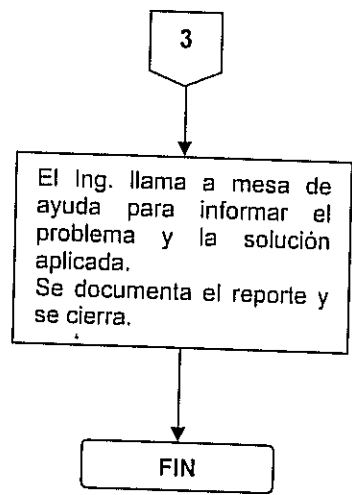 3
El Ing. llama a mesa de
ayuda para informar el
problema y la solución
aplicada.
Se documenta el reporte y
se cierra.
FIN